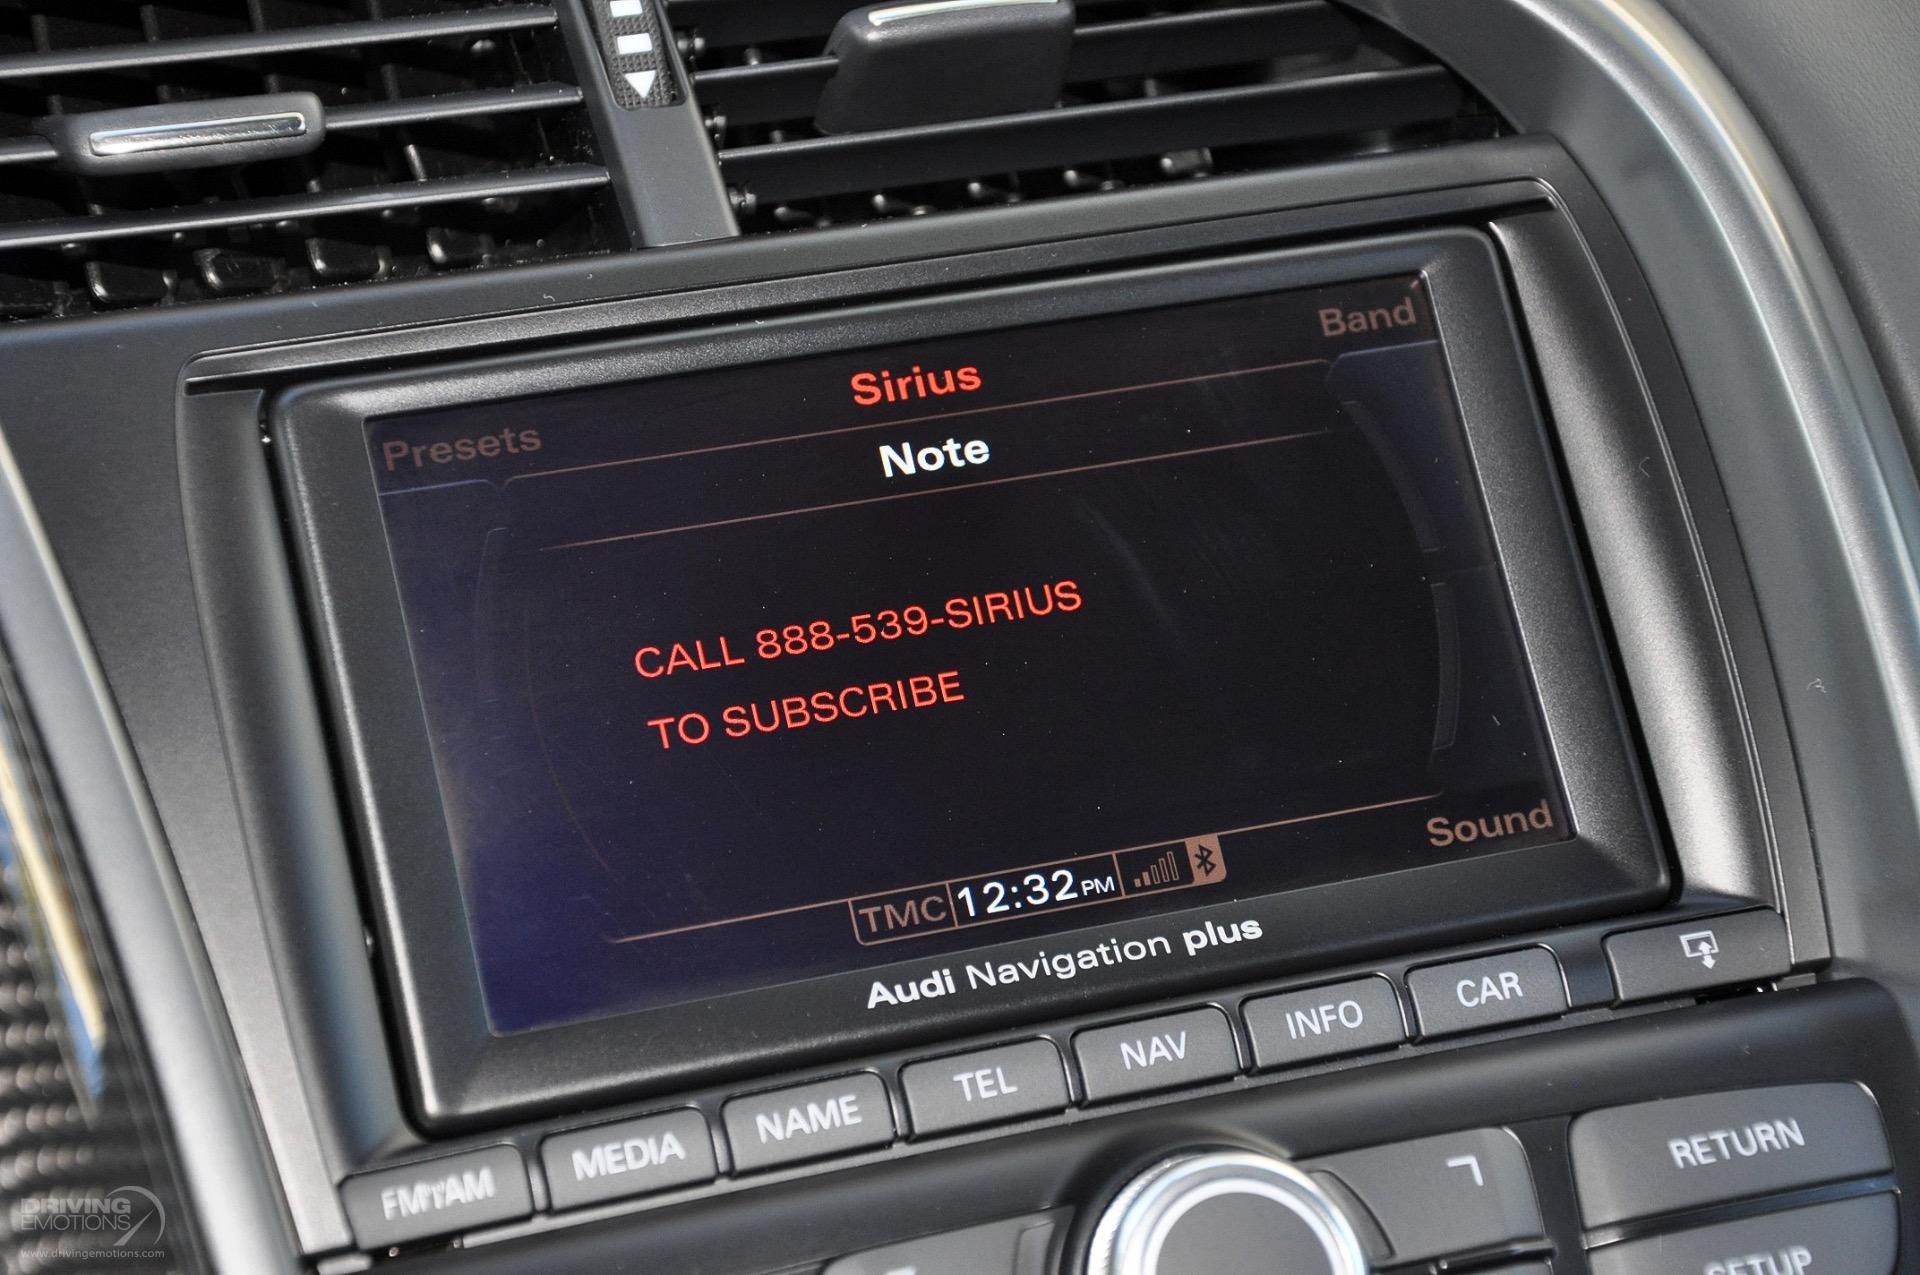 Band
Sirius
Presets
Note
CALL 888-539-SIRIUS
TO SUBSCRIBE
Sound
TMC 12:32 PM
Audi Navigation plus
CAR
INFO
NAV
TEL
NAME
MEDIA
FM/AM
RETURN
SETUP
DRIVING
EMOTIONS
www.drivingemotions.com